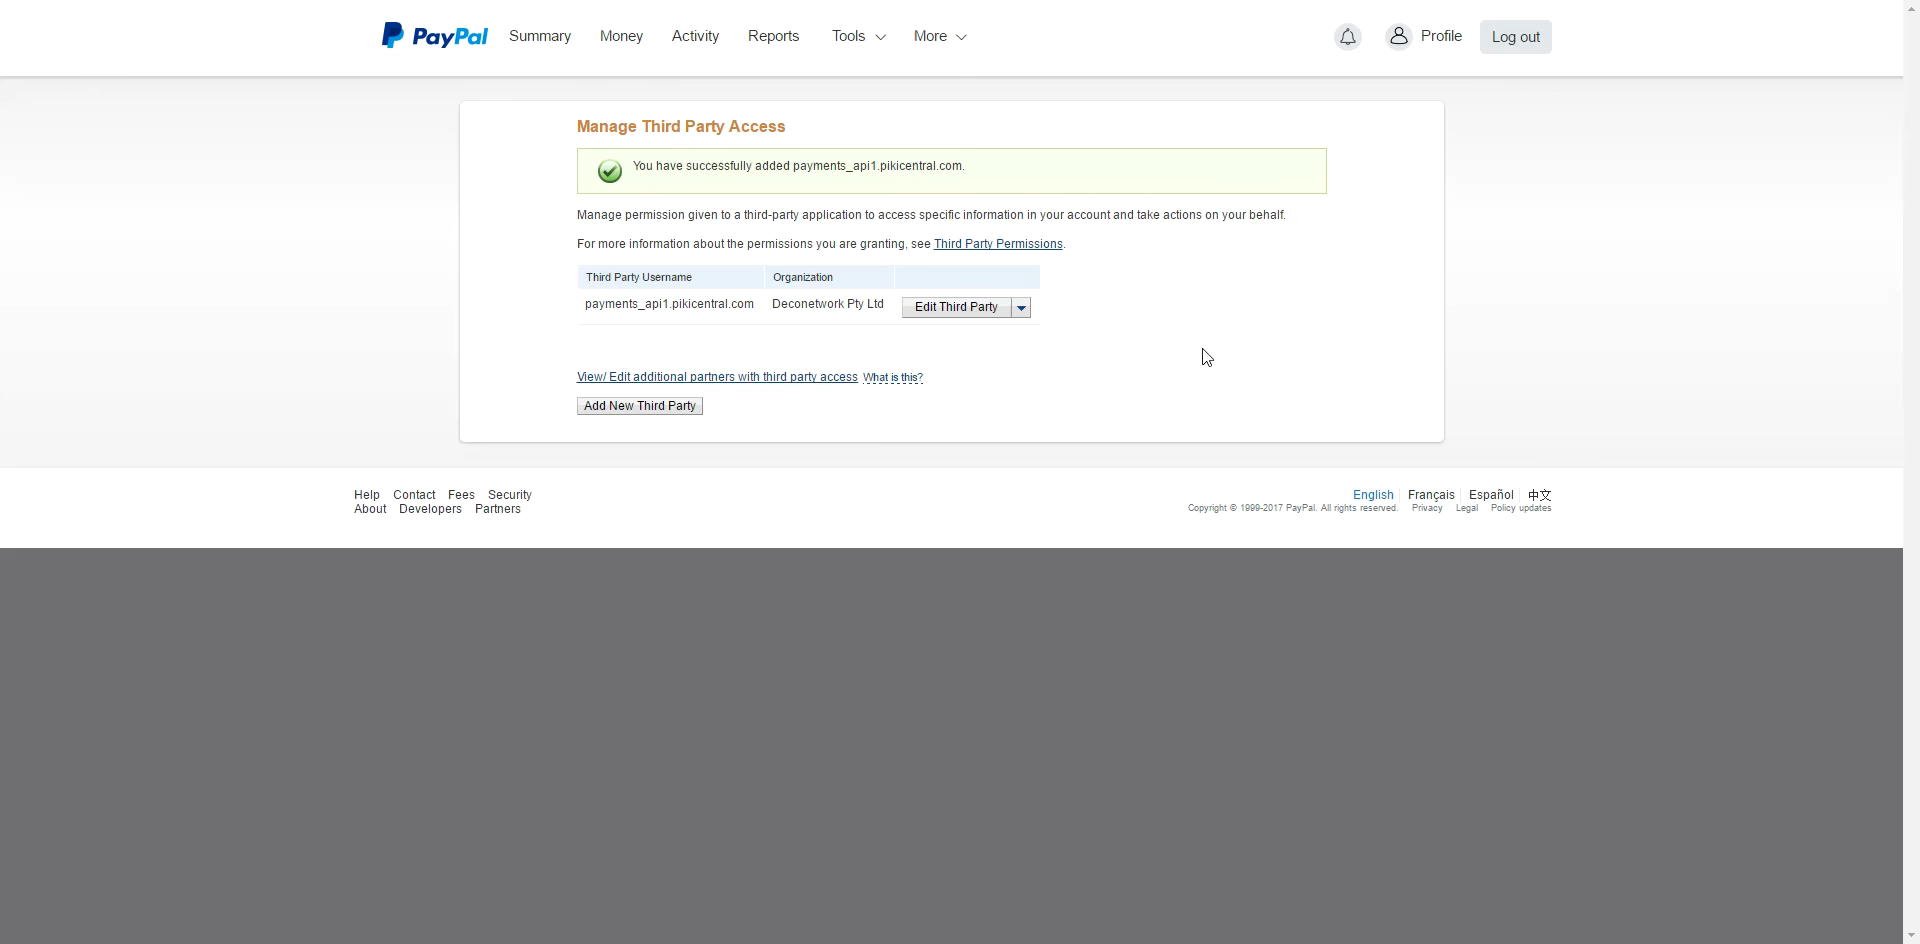 PayPal Summary Money Activity Reports Tools More Profile Log out
Manage Third Party Access
You have successfully added payments_api1.pikicentral.com.
Manage permission given to a third-party application to access specific information in your account and take actions on your behalf.
For more information about the permissions you are granting, see Third Party Permissions.
Third Party Username Organization
payments_api1.pikicentral.com Deconetwork Pty Ltd Edit Third Party
View/ Edit additional partners with third party access What is this?
Add New Third Party
Help Contact Fees Security
About Developers Partners
English Français Español 中文
Copyright © 1999-2017 PayPal. All rights reserved. Privacy Legal Policy updates